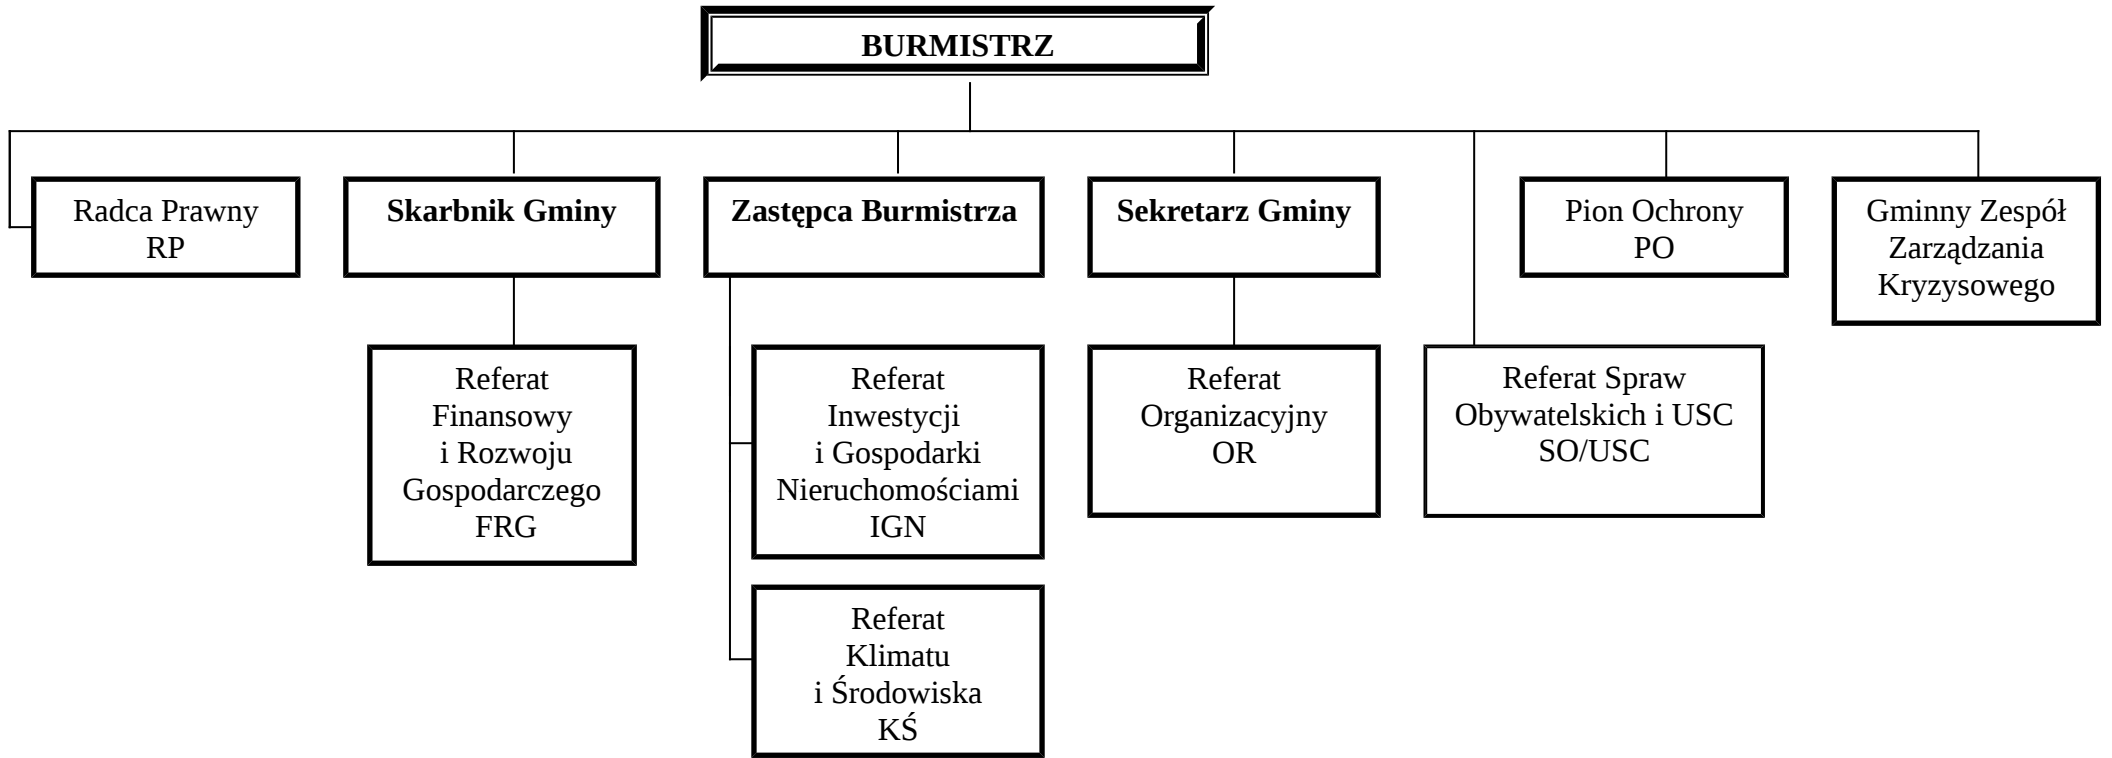 BURMISTRZ
Radca Prawny
RP
Skarbnik Gminy
Zastępca Burmistrza
Sekretarz Gminy
Pion Ochrony
PO
Gminny Zespół
Zarządzania
Kryzysowego
Referat
Finansowy
i Rozwoju
Gospodarczego
FRG
Referat
Inwestycji
i Gospodarki
Nieruchomościami
IGN
Referat
Organizacyjny
OR
Referat Spraw
Obywatelskich i USC
SO/USC
Referat
Klimatu
i Środowiska
KŚ